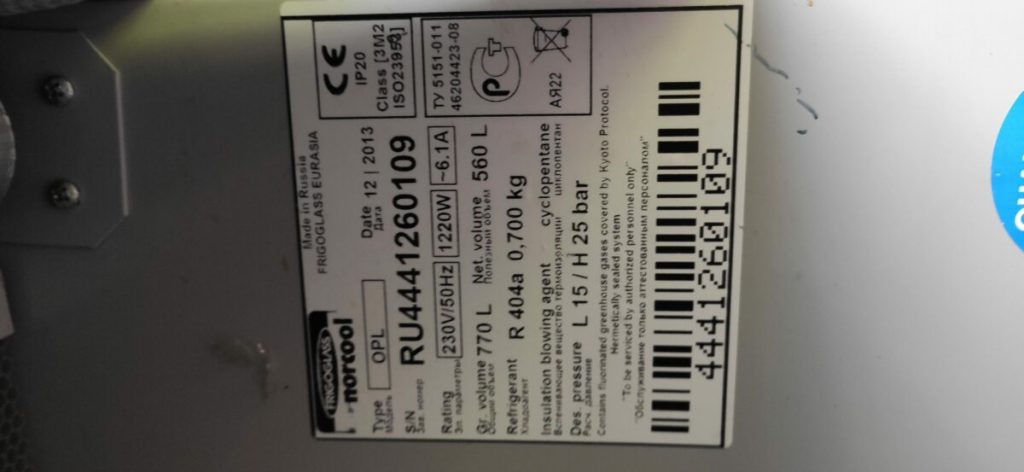 FRIGOGLASS
norcool
Made in Russia
FRIGOGLASS EURASIA
CE
IP20
Class [3M2
ISO23953]
Type OPL Date 12 | 2013
Модель Дата
S/N RU4441260109
Зав. номер
Rating 230V/50Hz 1220W ~6.1A
Эл. параметры
ТУ 5151-011
46204423-08
АЯ22
Gr. volume 770 L Net. volume 560 L
Общий объем Полезный объем
Refrigerant R 404a 0,700 kg
Хладоагент
Insulation blowing agent cyclopentane
Вспенивающее вещество термоизоляции циклопентан
Des pressure L 15 / H 25 bar
Расч. давление
Contains fluorinated greenhouse gases covered by Kyoto Protocol.
Hermetically sealed system
"To be serviced by authorized personnel only"
"Обслуживание только аттестованным персоналом"
4441260109